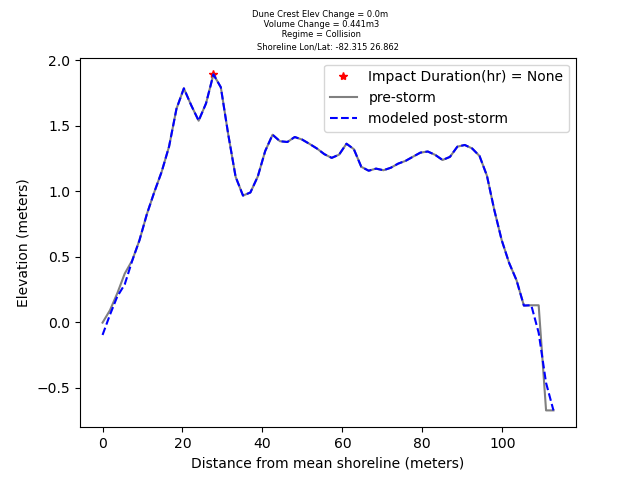 Dune Crest Elev Change = 0.0m
Volume Change = 0.441m3
Regime = Collision
Shoreline Lon/Lat: -82.315 26.862
Impact Duration(hr) = None
pre-storm
modeled post-storm
2.0
1.5
1.0
0.5
0.0
−0.5
Elevation (meters)
0 20 40 60 80 100
Distance from mean shoreline (meters)